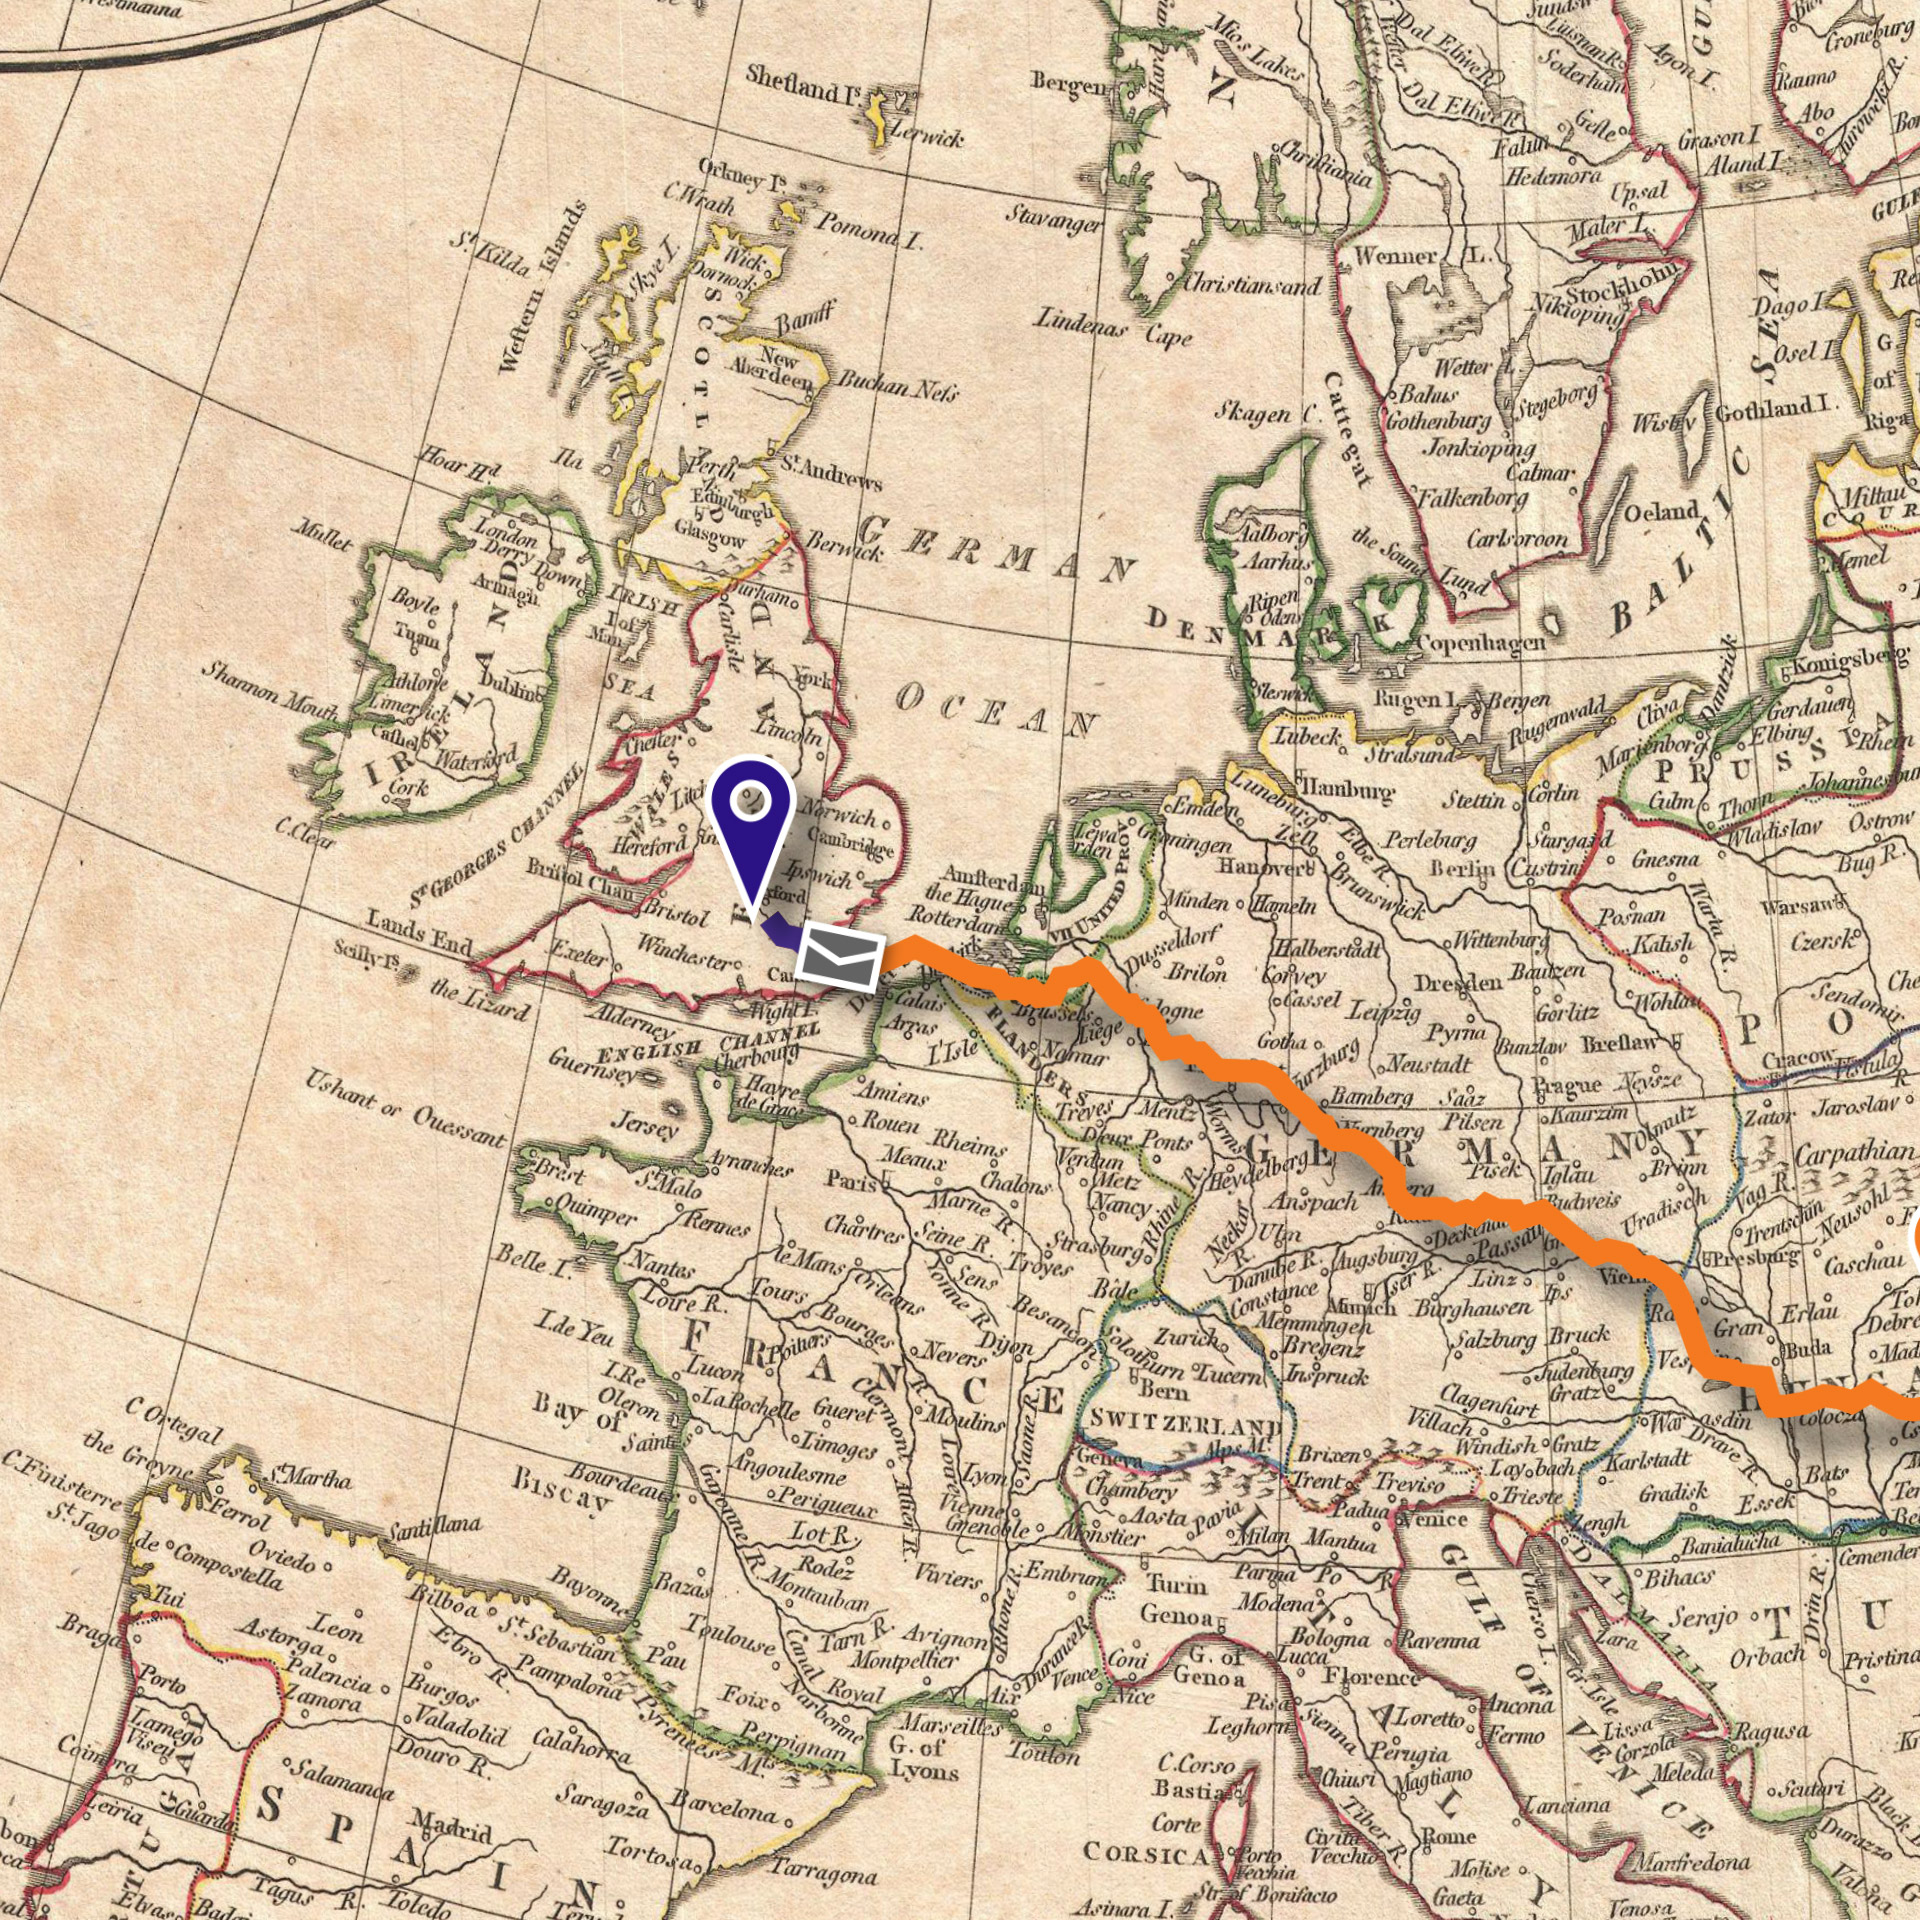 Westmanna
Shetland Is.
Lerwick
Orkney Is.
C. Wrath
Pomona I.
St. Kilda
Western Islands
Skye I.
Wick
Dornock
SCOTLAND
Bamff
New
Aberdeen
Buchan Ness
Mull I.
Ila
Perth
St. Andrews
Edinburgh
Glasgow
Berwick
Bergen
Stavanger
Christiansand
Lindenas Cape
Christiania
Mios Lakes
N
Dal Elfwe R.
Dal Elfwe R.
Soderham
Agon I.
Gefle
Falun
Hedemora
Grason I
Aland I.
Upsal
Maler L.
Stockholm
Nikioping
Wenner L.
Wetter L.
Bahus
Gothenburg
Stegeborg
Jonkioping
Calmar
Falkenborg
Carlscroon
Lund
the Sound
Cattegat
Skagen C.
Wisby
Gothland I.
Oeland
BALTIC SEA
Dago I.
Osel I
G
of
Riga
Croneburg
Raumo
Abo
GULF
Mittau
COUR
Memel
Hoar Hd.
Mullet
London
Derry
Down
Armagh
Boyle
Tuam
Athlone
Dublin
Limerick
Cashel
Waterford
Cork
IRELAND
Shannon Mouth
C. Clear
IRISH
SEA
I of
Man
Durham
Carlisle
York
Lincoln
Chester
WALES
Hereford
Norwich
Cambridge
Ipswich
Bristol Chan
Bristol
Exeter
Winchester
Lands End
Scilly Is.
the Lizard
Wight I.
St. GEORGES CHANNEL
ENGLISH CHANNEL
Alderney
Guernsey
Jersey
Cherbourg
GERMAN
OCEAN
DENMARK
Aalborg
Aarhus
Ripen
Odens
Sleswick
Copenhagen
Rugen I.
Bergen
Rugenwald
Lubeck
Stralsund
Hamburg
Luneburg
Zell
Stettin
Corlin
Cliva
Dantzick
Marienborg
Elbing
Konigsberg
Gerdauen
Rhein
PRUSSIA
Culm
Thorn
Johannesburg
Wladislaw
Ostrow
Bug R.
Emden
Groningen
VII UNITED PROV.
Amsterdam
the Hague
Rotterdam
Hanover
Elbe R.
Brunswick
Perleburg
Berlin
Stargard
Custrin
Gnesna
Posnan
Kalish
Warta R.
Warsaw
Czersk
Sendomir
PO
Cracow
Vistula
R
Minden
Hameln
Halberstadt
Wittenburg
Dusseldorf
Brilon
Corvey
Cassel
Leipzig
Dresden
Bautzen
Gorlitz
Wohlau
Gotha
Pyrna
Bunzlaw
Breslaw
Neustadt
Prague
Neysze
Bamberg
Saaz
Kaurzim
Pilsen
Nurnberg
Olmutz
Zator
Jaroslaw
GERMANY
Pisek
Iglau
Brinn
Carpathian
Budweis
Uradisch
Vag R.
Trentschin
Neusohl
Presburg
Caschau
Calais
Arras
L'Isle
Brussels
Liege
Namur
FLANDERS
Treves
Mentz
Worms
Deux Ponts
Verdun
Metz
Nancy
Heydelberg
Anspach
Neckar
R.
Ulm
Augsburg
Iser R.
Danube R.
Passau
Linz
Ips
Constance
Memmingen
Munich
Burghausen
Salzburg
Bruck
Bregenz
Inspruck
Judenburg
Gratz
Erlau
Gran
Buda
Colocza
Ushant or Ouessant
Havre
de Grace
Amiens
Rouen
Rheims
Meaux
Paris
Chalons
Marne R.
Brest
St. Malo
Avranches
Quimper
Rennes
Chartres
Seine R.
Troyes
Strasburg
Rhine R.
Belle I.
Nantes
le Mans
Orleans
Sens
Yonne R.
Loire R.
Tours
Bourges
Besançon
Bâle
Dijon
I. de Yeu
Poitiers
Nevers
FRANCE
Lucon
I. Re
Oleron
La Rochelle
Gueret
Clermont
Moulins
Saintes
Limoges
Angoulesme
Allier R.
Loire
Lyon
Saone R.
Bourdeaux
Perigueux
Vienne
Grenoble
Garonne R.
Lot R.
Rodez
Montauban
Viviers
Embrun
Bazas
Toulouse
Tarn R.
Avignon
Montpellier
Rhone R.
Durance R.
Vence
Pau
Canal Royal
Narbonne
Foix
Perpignan
Pyrenees Mts.
Aix
Marseilles
Toulon
Nice
G. of
Lyons
Bay of
Biscay
Solothurn
Zurich
Lucern
Bern
SWITZERLAND
Geneva
Alps M.
Chambery
Aosta
Pavia
Monstier
Milan
Mantua
Turin
Parma
Po
R
Genoa
Modena
Coni
G. of
Genoa
Bologna
Lucca
Ravenna
Florence
Pisa
Leghorn
Sienna
Ancona
Loretto
Fermo
Perugia
Chiusi
Magliano
Tiber R.
Civita
Vecchio
Rome
Molise
Gaeta
Lanciana
Manfredona
Venosa
ITALY
Clagenfurt
Villach
Windish Gratz
Brixen
Trent
Treviso
Laybach
Trieste
Padua
Venice
Karlstadt
Drave R.
Bats
Gradisk
Essek
Zengh
Banialucha
Bihacs
Serajo
Orbach
Drin R.
Pristina
TU
DALMATIA
Zara
Cherso I.
Gr. Isle
Lissa
Corzola
Meleda
Ragusa
Scutari
Durazzo
GULF OF VENICE
C. Corso
Bastia
Corte
CORSICA
Porto
Vecchia
Str. of Bonifacio
Asinara I.
C Ortegal
the Groyne
C. Finisterre
St. Martha
Ferrol
St. Jago
de Compostella
Oviedo
Santillana
Tui
Leon
Astorga
Bilboa
Bayonne
St. Sebastian
Ebro R.
Pampalona
Braga
Porto
Palencia
Burgos
Zamora
Valadolid
Calahorra
Douro R.
Lamego
Viseu
Coimbra
Salamanca
Guarda
Leiria
Madrid
Saragoza
Barcelona
Tortosa
Tarragona
Tagus R.
Toledo
Elvas
SPAIN